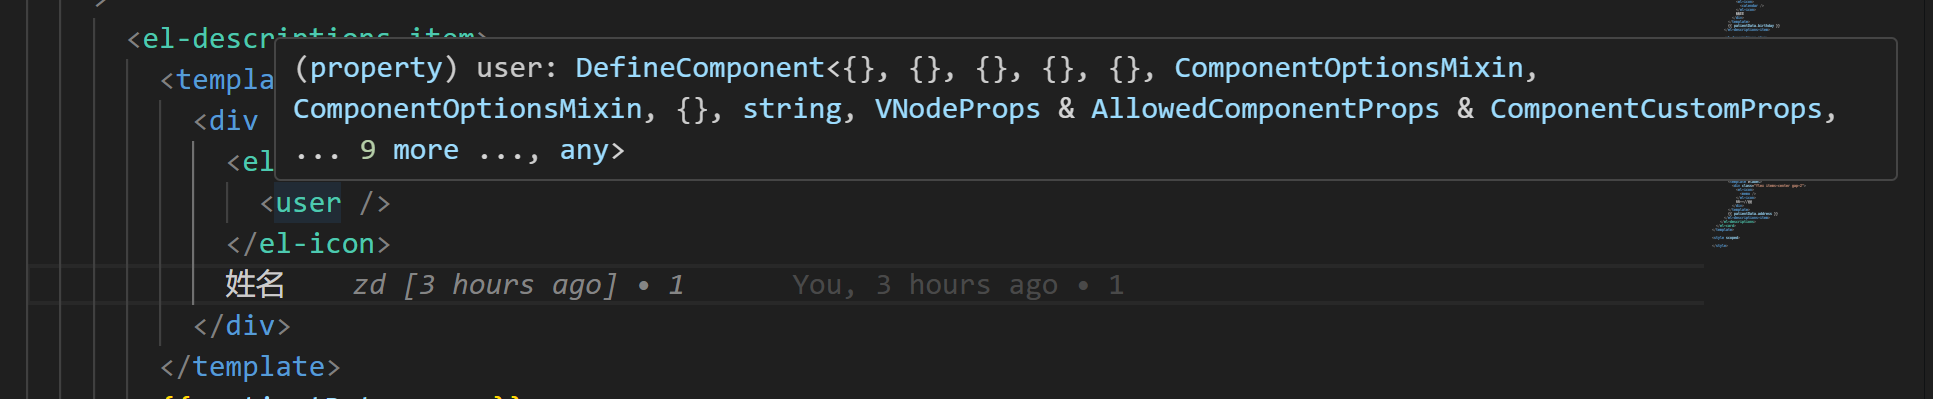 <el-descriptions-item>
(property) user: DefineComponent<{}, {}, {}, {}, {}, ComponentOptionsMixin,
ComponentOptionsMixin, {}, string, VNodeProps & AllowedComponentProps & ComponentCustomProps,
... 9 more ..., any>
<templa
<div
<el
<user />
</el-icon>
姓名 zd [3 hours ago] • 1 You, 3 hours ago • 1
</div>
</template>